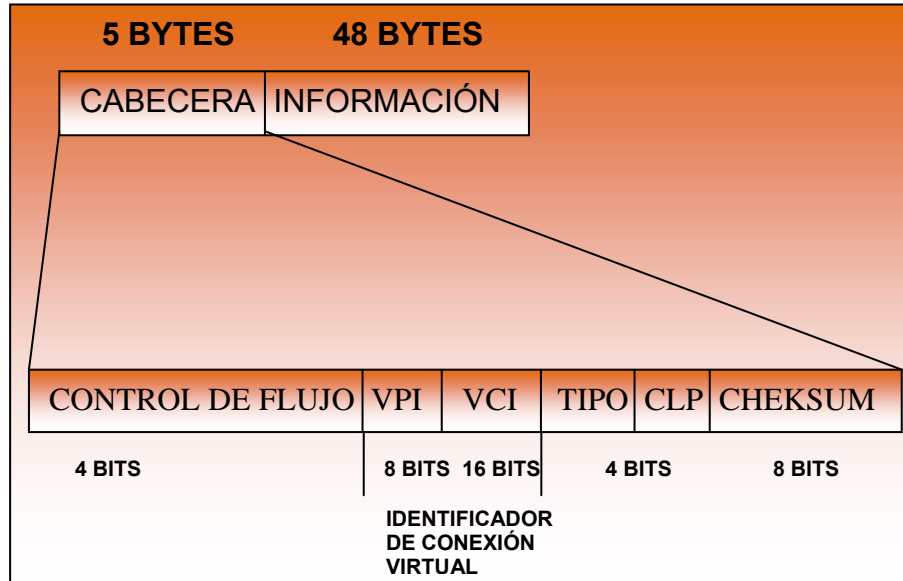 5 BYTES 48 BYTES
CABECERA INFORMACIÓN
CONTROL DE FLUJO VPI VCI TIPO CLP CHEKSUM
4 BITS 8 BITS 16 BITS 4 BITS 8 BITS
IDENTIFICADOR
DE CONEXIÓN
VIRTUAL